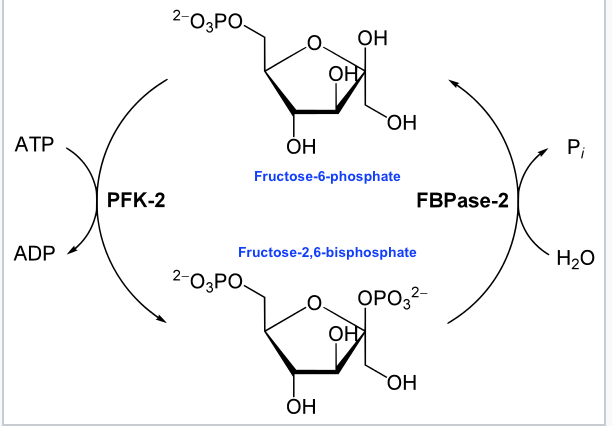 ²⁻O₃PO
O
OH
OH
OH
OH
Fructose-6-phosphate
ATP
ADP
PFK-2
FBPase-2
Pᵢ
H₂O
Fructose-2,6-bisphosphate
²⁻O₃PO
O
OPO₃²⁻
OH
OH
OH